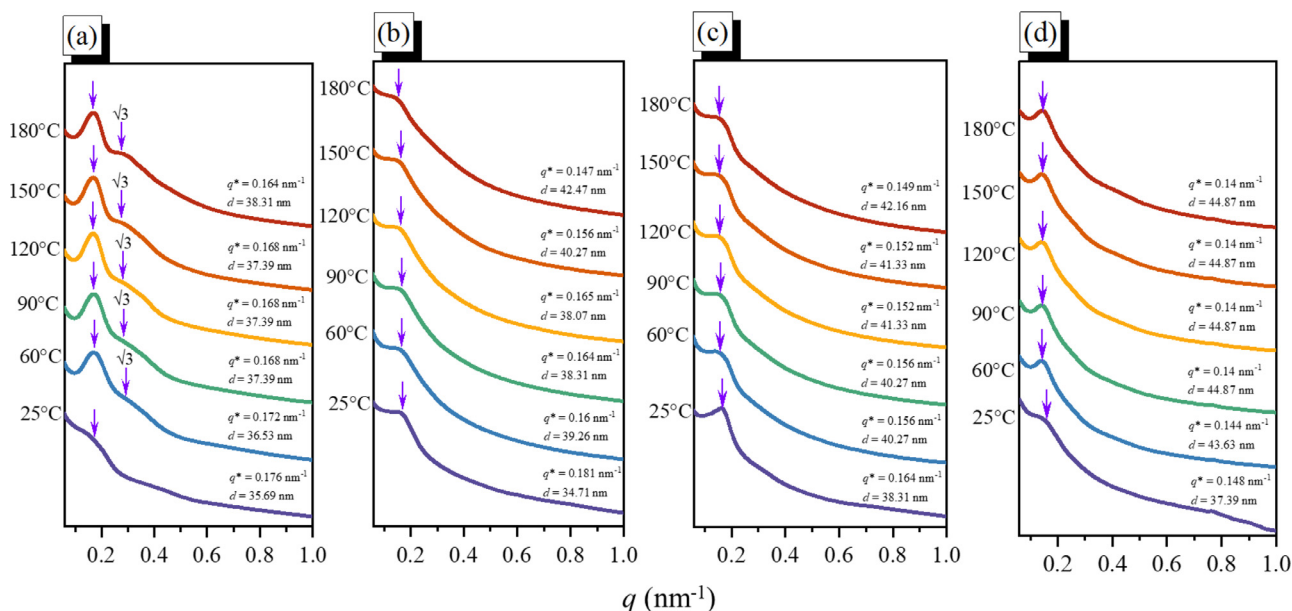 (a)
180°C
150°C
120°C
90°C
60°C
25°C
√3
√3
√3
√3
√3
q* = 0.164 nm⁻¹
d = 38.31 nm
q* = 0.168 nm⁻¹
d = 37.39 nm
q* = 0.168 nm⁻¹
d = 37.39 nm
q* = 0.168 nm⁻¹
d = 37.39 nm
q* = 0.172 nm⁻¹
d = 36.53 nm
q* = 0.176 nm⁻¹
d = 35.69 nm
0.2 0.4 0.6 0.8 1.0
(b)
180°C
150°C
120°C
90°C
60°C
25°C
q* = 0.147 nm⁻¹
d = 42.47 nm
q* = 0.156 nm⁻¹
d = 40.27 nm
q* = 0.165 nm⁻¹
d = 38.07 nm
q* = 0.164 nm⁻¹
d = 38.31 nm
q* = 0.16 nm⁻¹
d = 39.26 nm
q* = 0.181 nm⁻¹
d = 34.71 nm
0.2 0.4 0.6 0.8 1.0
(c)
180°C
150°C
120°C
90°C
60°C
25°C
q* = 0.149 nm⁻¹
d = 42.16 nm
q* = 0.152 nm⁻¹
d = 41.33 nm
q* = 0.152 nm⁻¹
d = 41.33 nm
q* = 0.156 nm⁻¹
d = 40.27 nm
q* = 0.156 nm⁻¹
d = 40.27 nm
q* = 0.164 nm⁻¹
d = 38.31 nm
0.2 0.4 0.6 0.8 1.0
(d)
180°C
150°C
120°C
90°C
60°C
25°C
q* = 0.14 nm⁻¹
d = 44.87 nm
q* = 0.14 nm⁻¹
d = 44.87 nm
q* = 0.14 nm⁻¹
d = 44.87 nm
q* = 0.14 nm⁻¹
d = 44.87 nm
q* = 0.144 nm⁻¹
d = 43.63 nm
q* = 0.148 nm⁻¹
d = 37.39 nm
0.2 0.4 0.6 0.8 1.0
q (nm⁻¹)